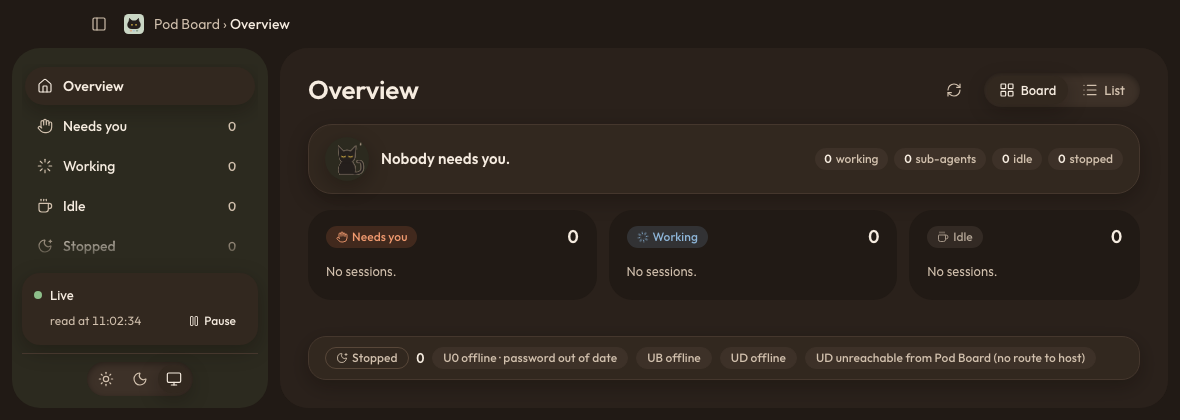 Pod Board › Overview
Overview
Needs you 0
Working 0
Idle 0
Stopped 0
Live
read at 11:02:34 Pause
Overview
Board List
Nobody needs you.
0 working 0 sub-agents 0 idle 0 stopped
Needs you 0
No sessions.
Working 0
No sessions.
Idle 0
No sessions.
Stopped 0 U0 offline · password out of date UB offline UD offline UD unreachable from Pod Board (no route to host)